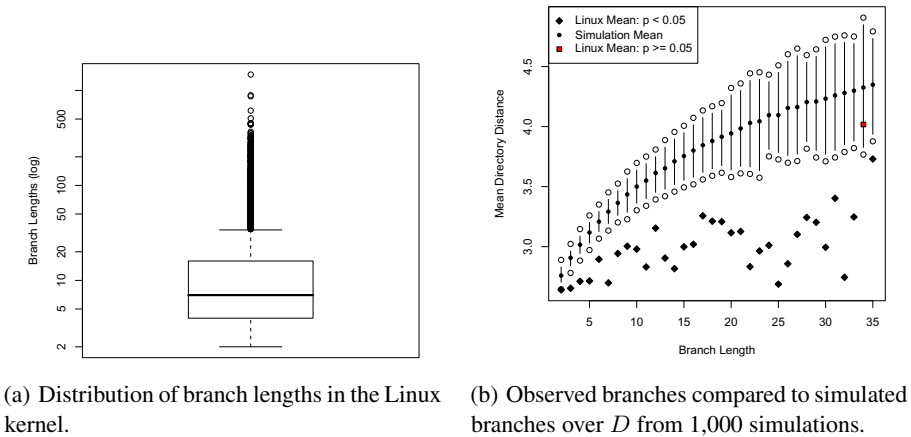 Branch Lengths (log)
500
100
50
20
10
5
2
Linux Mean: p < 0.05
Simulation Mean
Linux Mean: p >= 0.05
Mean Directory Distance
4.5
4.0
3.5
3.0
5 10 15 20 25 30 35
Branch Length
(a) Distribution of branch lengths in the Linux
kernel.
(b) Observed branches compared to simulated
branches over D from 1,000 simulations.